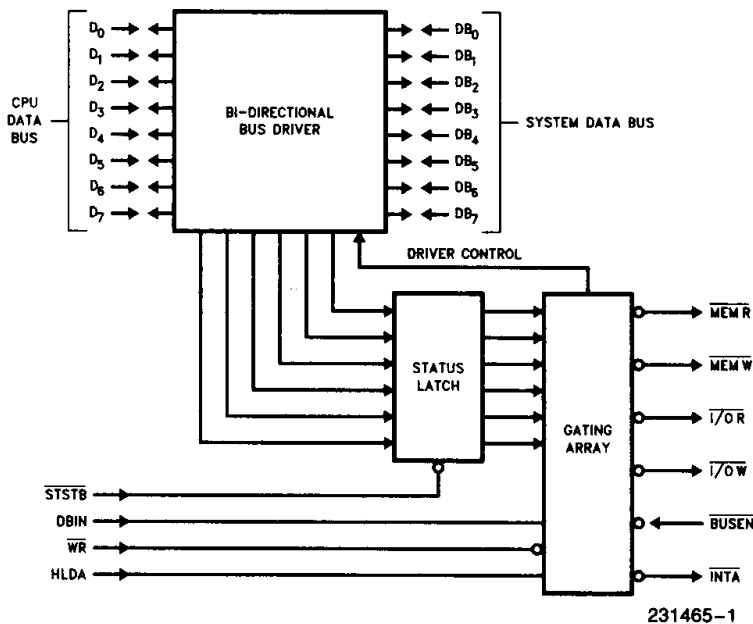 D0
D1
D2
D3
D4
D5
D6
D7
CPU
DATA
BUS
BI-DIRECTIONAL
BUS DRIVER
DB0
DB1
DB2
DB3
DB4
DB5
DB6
DB7
SYSTEM DATA BUS
DRIVER CONTROL
STATUS
LATCH
GATING
ARRAY
MEM R
MEM W
I/O R
I/O W
BUSEN
INTA
STSTB
DBIN
WR
HLDA
231465-1